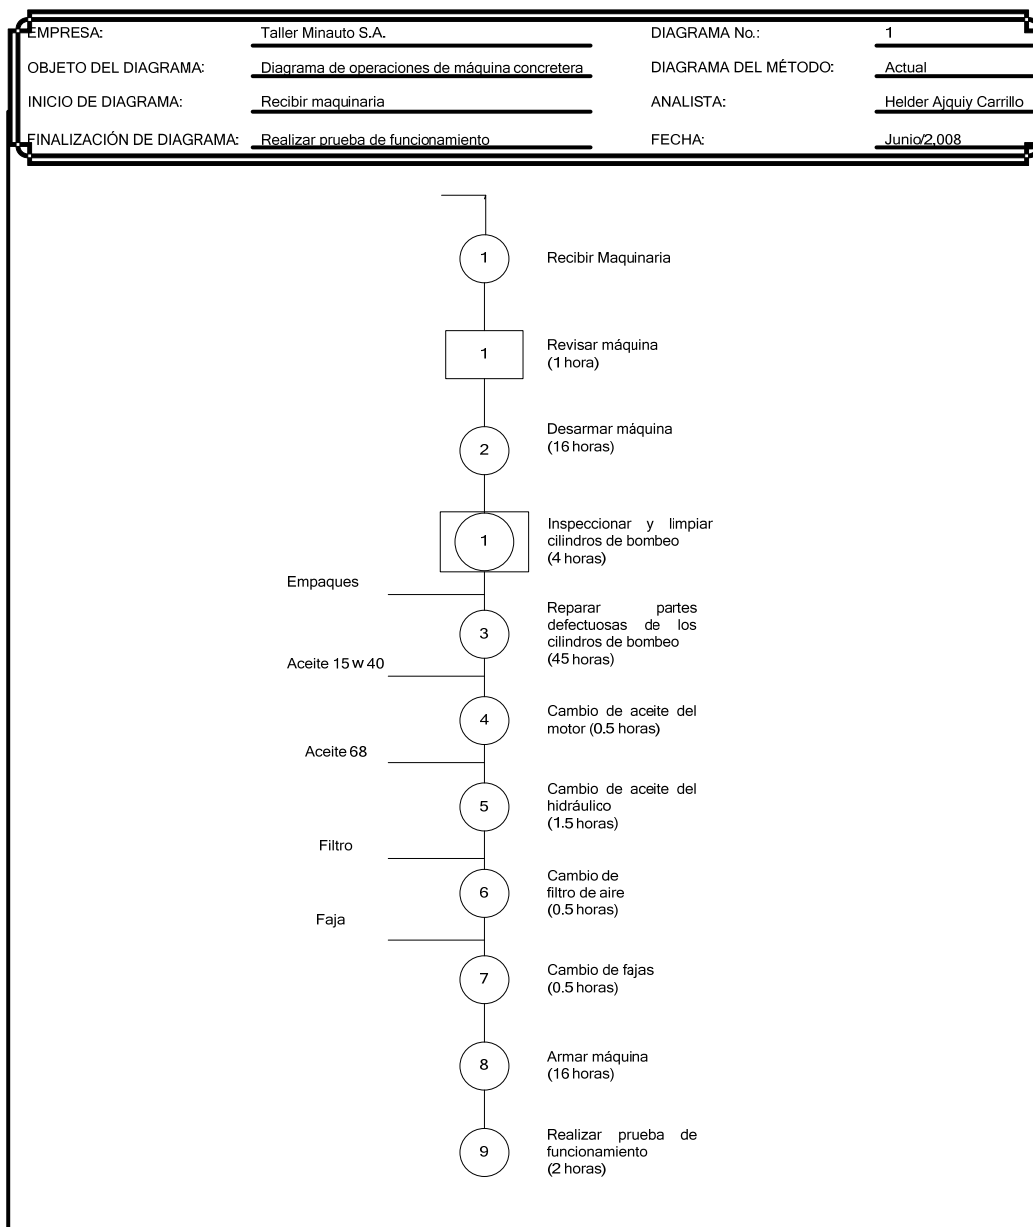 EMPRESA: Taller Minauto S.A. DIAGRAMA No.: 1
OBJETO DEL DIAGRAMA: Diagrama de operaciones de máquina concretera DIAGRAMA DEL MÉTODO: Actual
INICIO DE DIAGRAMA: Recibir maquinaria ANALISTA: Helder Ajquiy Carrillo
FINALIZACIÓN DE DIAGRAMA: Realizar prueba de funcionamiento FECHA: Junio/2,008
1 Recibir Maquinaria
1 Revisar máquina
(1 hora)
2 Desarmar máquina
(16 horas)
1 Inspeccionar y limpiar
cilindros de bombeo
(4 horas)
Empaques
3 Reparar partes
defectuosas de los
cilindros de bombeo
(45 horas)
Aceite 15 w 40
4 Cambio de aceite del
motor (0.5 horas)
Aceite 68
5 Cambio de aceite del
hidráulico
(1.5 horas)
Filtro
6 Cambio de
filtro de aire
(0.5 horas)
Faja
7 Cambio de fajas
(0.5 horas)
8 Armar máquina
(16 horas)
9 Realizar prueba de
funcionamiento
(2 horas)